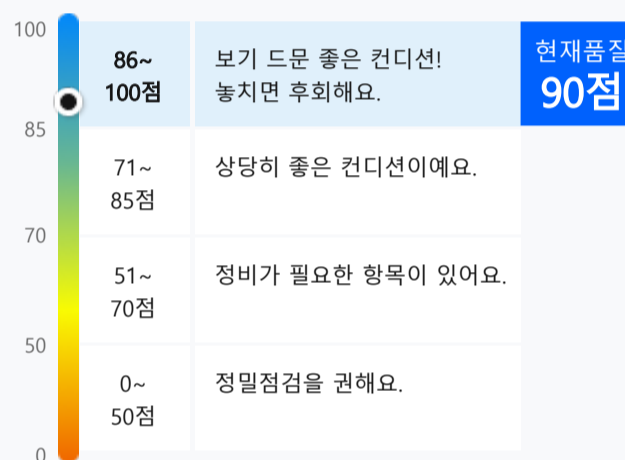 100
86~
100점
보기 드문 좋은 컨디션!
놓치면 후회해요.
현재품질
90점
85
71~
85점
상당히 좋은 컨디션이예요.
70
51~
70점
정비가 필요한 항목이 있어요.
50
0~
50점
정밀점검을 권해요.
0